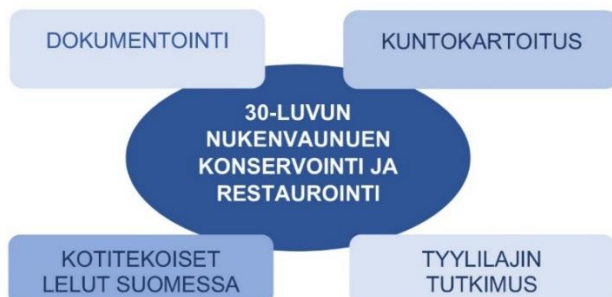 DOKUMENTOINTI
KUNTOKARTOITUS
30-LUVUN
NUKENVAUNUEN
KONSERVOINTI JA
RESTAUROINTI
KOTITEKOISET
LELUT SUOMESSA
TYYLILAJIN
TUTKIMUS